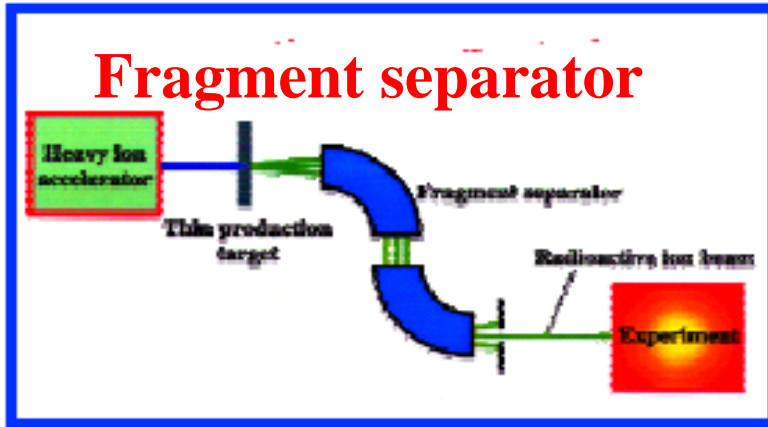 Fragment separator
Heavy Ion
accelerator
Fragment separator
Thin production
target
Radioactive ion beam
Experiment